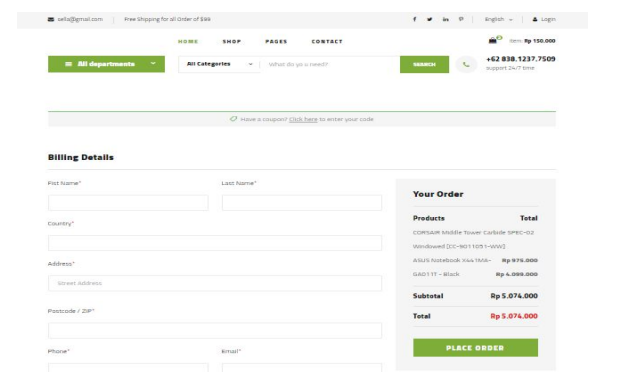 sella@gmail.com Free Shipping for all Order of $99 English Login
HOME SHOP PAGES CONTACT item: Rp 150.000
All departments All Categories What do yo u need? SEARCH +62 838.1237.7509
support 24/7 time
Have a coupon? Click here to enter your code
Billing Details
Fist Name* Last Name*
Country*
Address*
Street Address
Postcode / ZIP*
Phone* Email*
Your Order
Products Total
CORSAIR Middle Tower Carbide SPEC-02
Windowed [CC-9011051-WW]
ASUS Notebook X441MA- Rp 975.000
GA011T - Black Rp 4.099.000
Subtotal Rp 5.074.000
Total Rp 5.074.000
PLACE ORDER